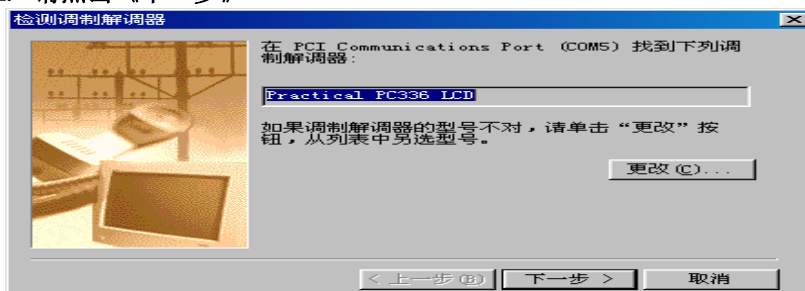 检测调制解调器
在 PCI Communications Port (COM5) 找到下列调
制解调器:
Practical PC336 LCD
如果调制解调器的型号不对，请单击“更改”按
钮，从列表中另选型号。
更改(C)...
< 上一步(B)
下一步 >
取消